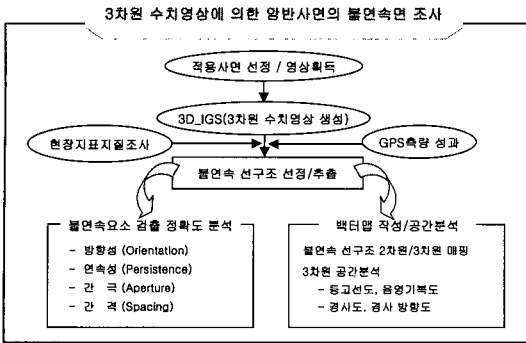 3차원 수치영상에 의한 암반사면의 불연속면 조사
적용사면 선정 / 영상획득
3D_IGS(3차원 수치영상 생성)
현장지표지질조사
GPS측량 성과
불연속 선구조 선정/추출
불연속요소 검출 정확도 분석
- 방향성 (Orientation)
- 연속성 (Persistence)
- 간 극 (Aperture)
- 간 격 (Spacing)
백터맵 작성/공간분석
불연속 선구조 2차원/3차원 매핑
3차원 공간분석
- 등고선도, 음영기복도
- 경사도, 경사 방향도